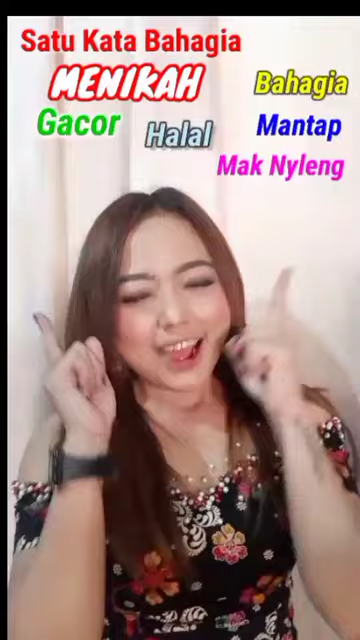 Satu Kata Bahagia
MENIKAH
Bahagia
Gacor
Halal
Mantap
Mak Nyleng